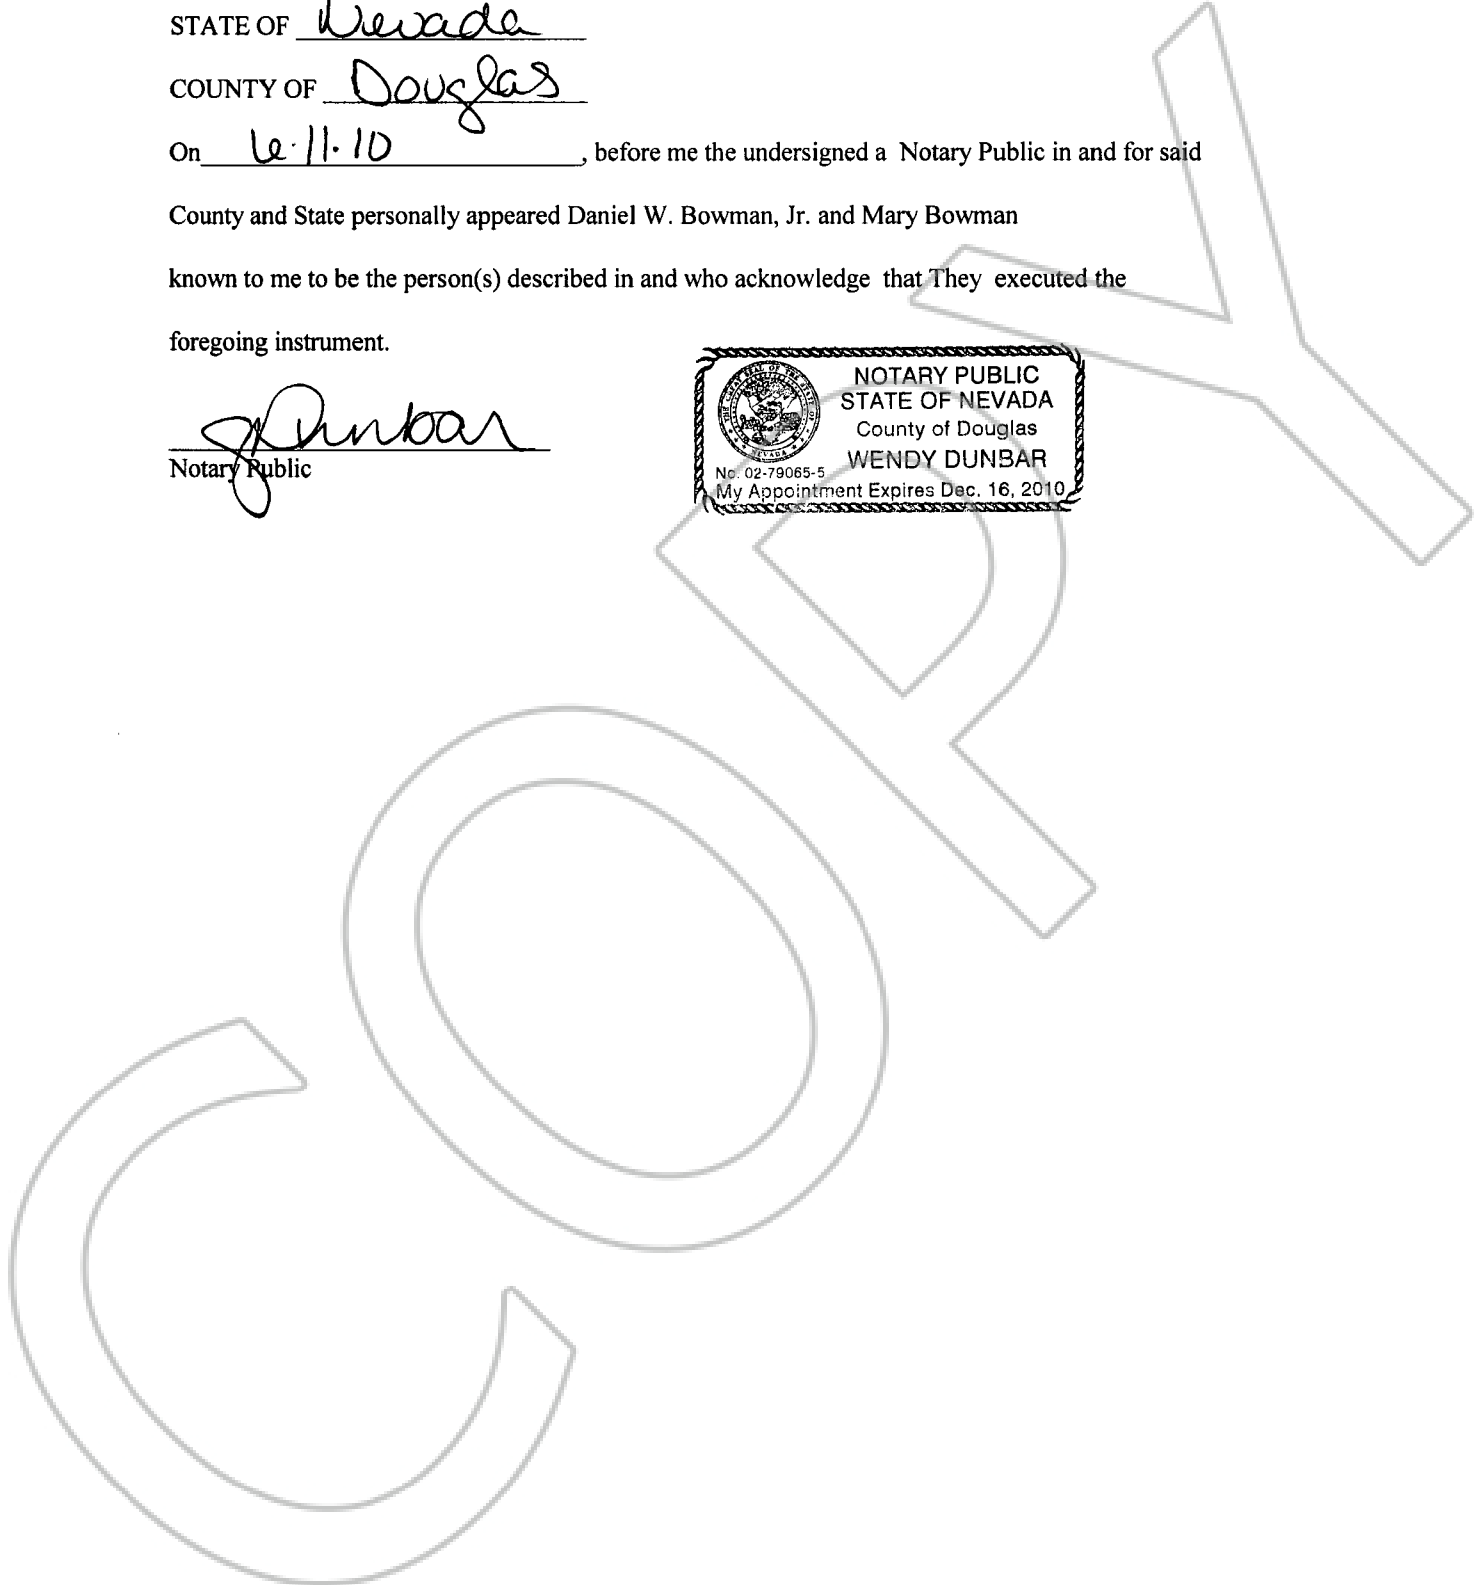 STATE OF Nevada
COUNTY OF Douglas
On 6.11.10, before me the undersigned a Notary Public in and for said
County and State personally appeared Daniel W. Bowman, Jr. and Mary Bowman
known to me to be the person(s) described in and who acknowledge that They executed the
foregoing instrument.
Dunbar
Notary Public
NOTARY PUBLIC
STATE OF NEVADA
County of Douglas
WENDY DUNBAR
No. 02-79065-5
My Appointment Expires Dec. 16, 2010
COPY